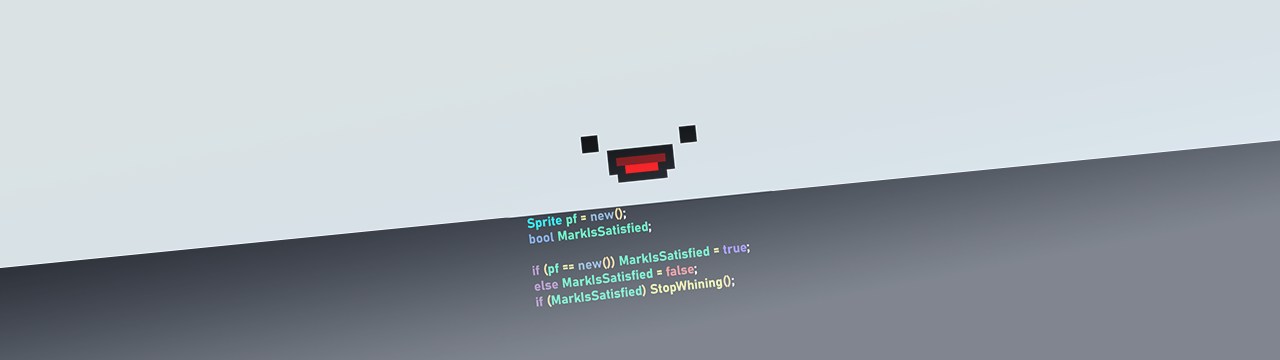 Sprite pf = new();
bool MarkIsSatisfied;
if (pf == new()) MarkIsSatisfied = true;
else MarkIsSatisfied = false;
if (MarkIsSatisfied) StopWhining();